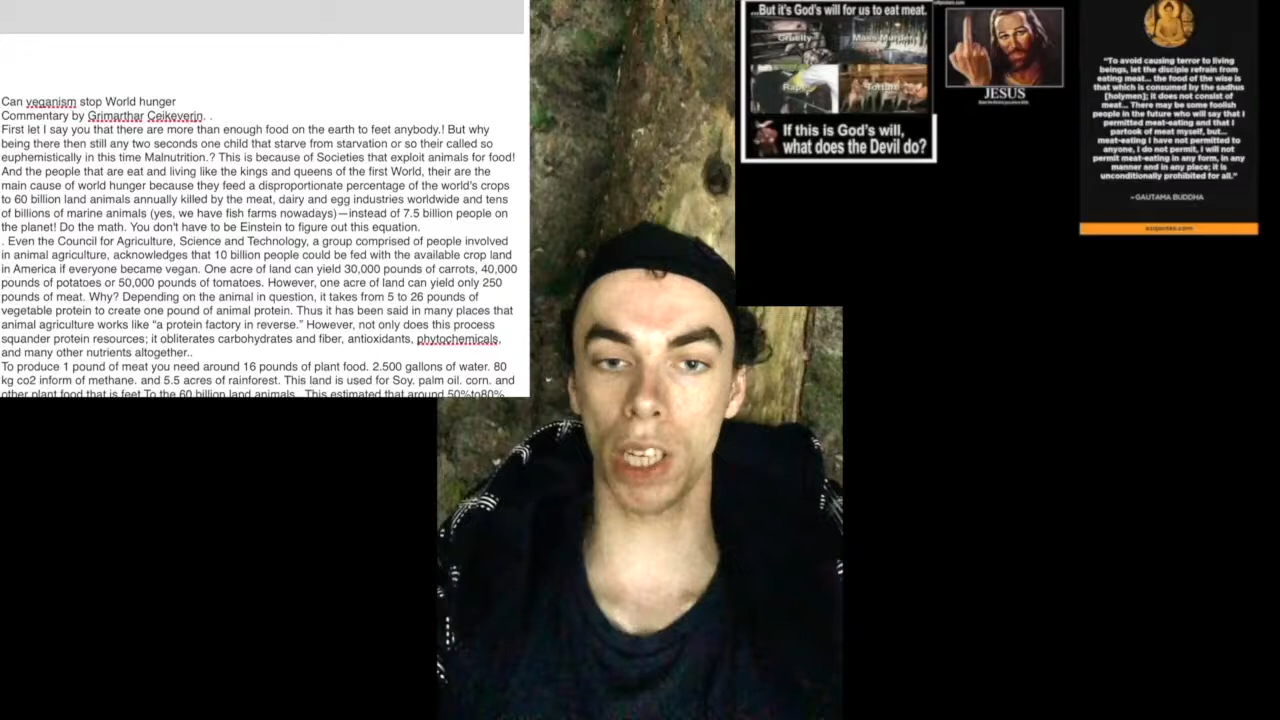 Can veganism stop World hunger
Commentary by Grimarthar Ceikeverin. .
First let I say you that there are more than enough food on the earth to feet anybody.! But why
being there then still any two seconds one child that starve from starvation or so their called so
euphemistically in this time Malnutrition.? This is because of Societies that exploit animals for food!
And the people that are eat and living like the kings and queens of the first World, their are the
main cause of world hunger because they feed a disproportionate percentage of the world's crops
to 60 billion land animals annually killed by the meat, dairy and egg industries worldwide and tens
of billions of marine animals (yes, we have fish farms nowadays)—instead of 7.5 billion people on
the planet! Do the math. You don't have to be Einstein to figure out this equation.
. Even the Council for Agriculture, Science and Technology, a group comprised of people involved
in animal agriculture, acknowledges that 10 billion people could be fed with the available crop land
in America if everyone became vegan. One acre of land can yield 30,000 pounds of carrots, 40,000
pounds of potatoes or 50,000 pounds of tomatoes. However, one acre of land can yield only 250
pounds of meat. Why? Depending on the animal in question, it takes from 5 to 26 pounds of
vegetable protein to create one pound of animal protein. Thus it has been said in many places that
animal agriculture works like “a protein factory in reverse.” However, not only does this process
squander protein resources; it obliterates carbohydrates and fiber, antioxidants, phytochemicals,
and many other nutrients altogether..
To produce 1 pound of meat you need around 16 pounds of plant food. 2.500 gallons of water. 80
kg co2 inform of methane. and 5.5 acres of rainforest. This land is used for Soy. palm oil. corn. and
other plant food that is feet To the 60 billion land animals.. This estimated that around 50%to80%
...But it's God's will for us to eat meat.
Cruelty Mass Murder
Rape Torture
If this is God's will,
what does the Devil do?
JESUS
“To avoid causing terror to living
beings, let the disciple refrain from
eating meat... the food of the wise is
that which is consumed by the sadhus
[holymen]; it does not consist of
meat... There may be some foolish
people in the future who will say that I
permitted meat-eating and that I
partook of meat myself, but...
meat-eating I have not permitted to
anyone, I do not permit, I will not
permit meat-eating in any form, in any
manner and in any place; it is
unconditionally prohibited for all.”
~ GAUTAMA BUDDHA